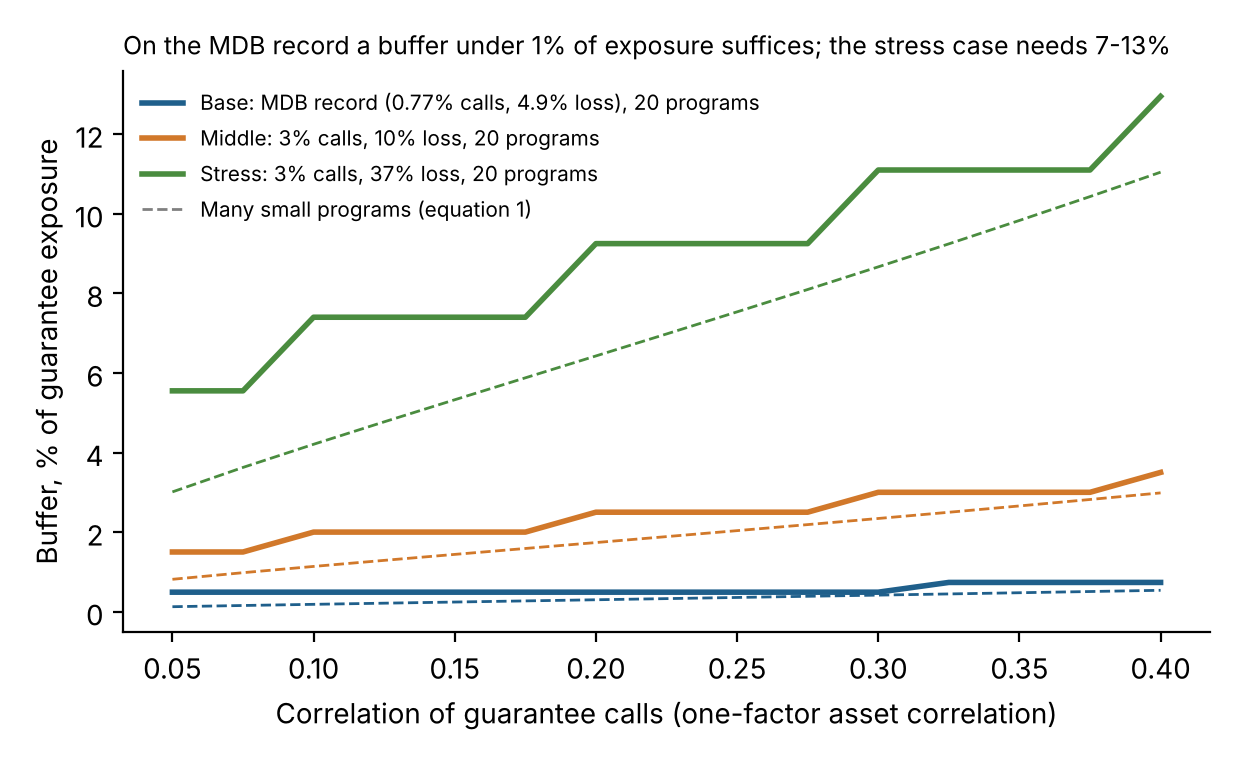 On the MDB record a buffer under 1% of exposure suffices; the stress case needs 7-13%
Base: MDB record (0.77% calls, 4.9% loss), 20 programs
Middle: 3% calls, 10% loss, 20 programs
Stress: 3% calls, 37% loss, 20 programs
Many small programs (equation 1)
Buffer, % of guarantee exposure
12
10
8
6
4
2
0
0.05 0.10 0.15 0.20 0.25 0.30 0.35 0.40
Correlation of guarantee calls (one-factor asset correlation)